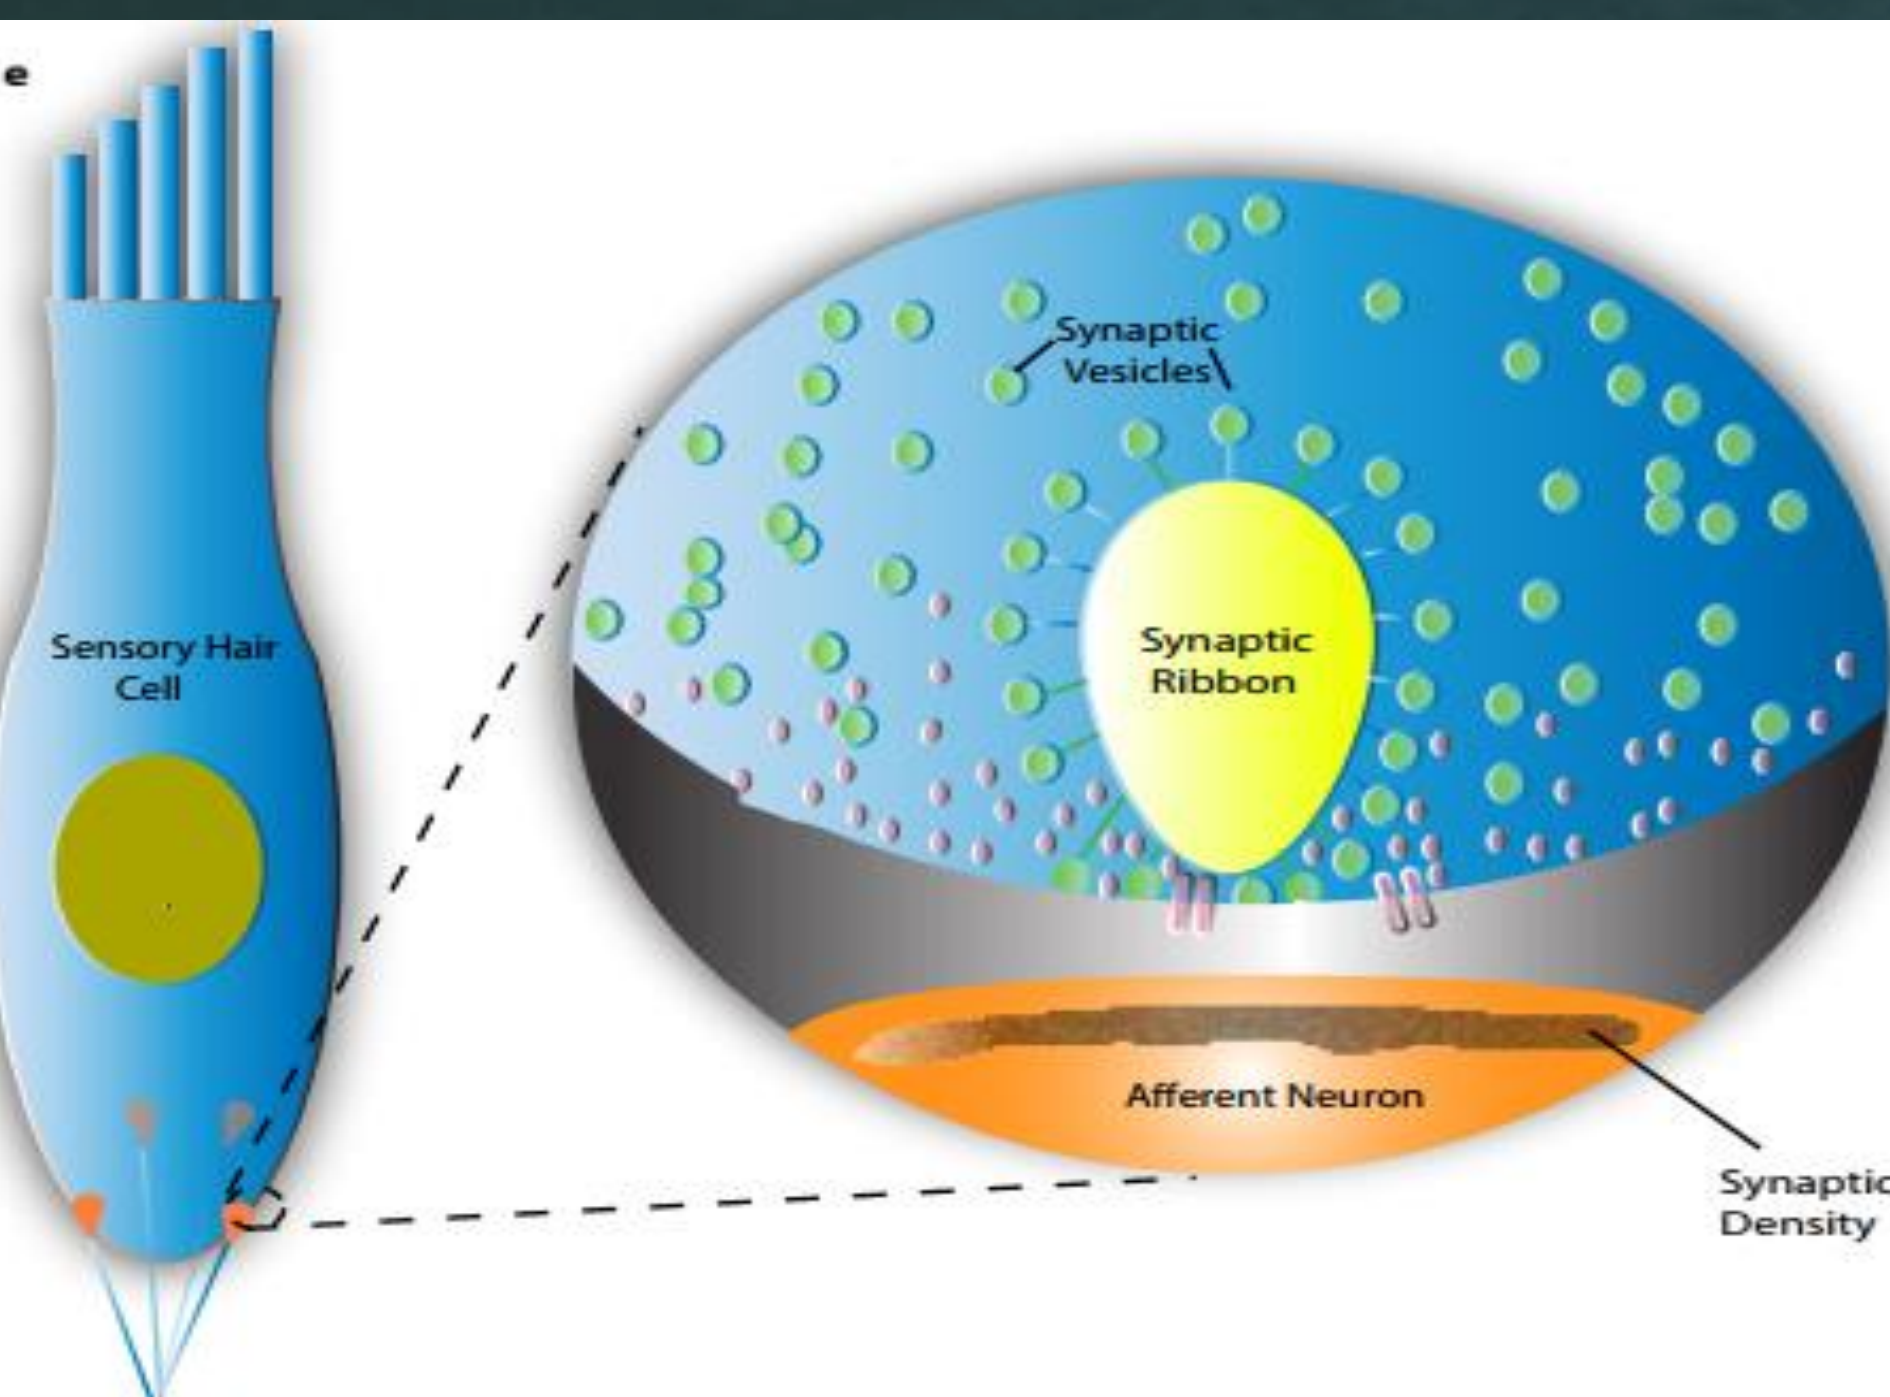 e
Synaptic
Vesicles
Sensory Hair
Cell
Synaptic
Ribbon
Afferent Neuron
Synaptic
Density